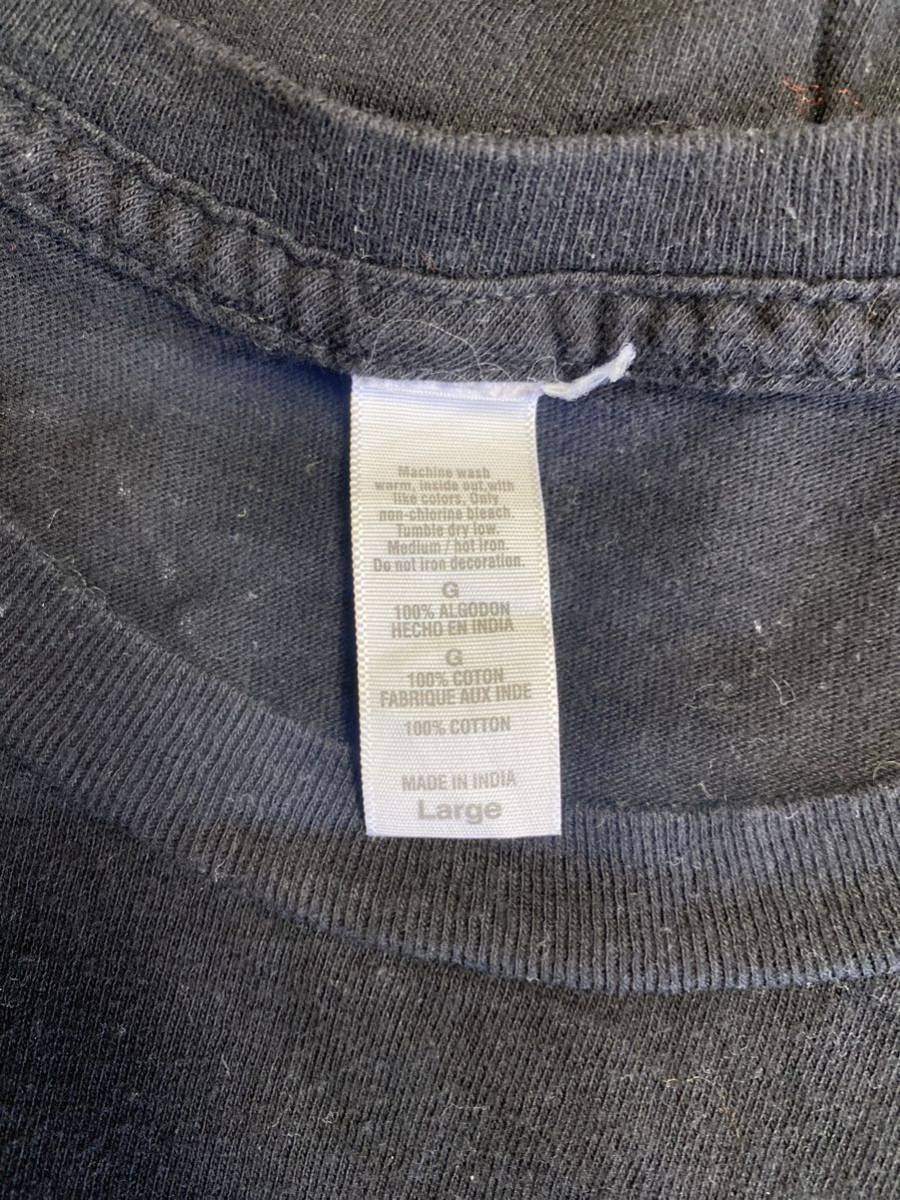 Machine wash
warm, inside out, with
like colors, Only
non-chlorine bleach
Tumble dry low.
Medium / hot iron.
Do not iron decoration.
G
100% ALGODON
HECHO EN INDIA
G
100% COTON
FABRIQUE AUX INDE
100% COTTON
MADE IN INDIA
Large